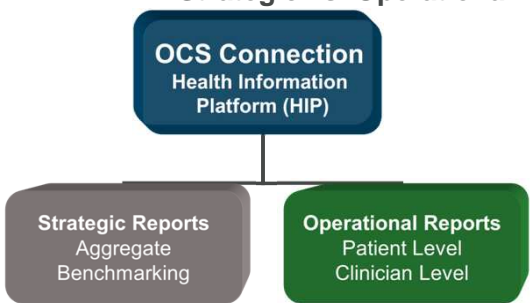 OCS Connection
Health Information
Platform (HIP)
Strategic Reports
Aggregate
Benchmarking
Operational Reports
Patient Level
Clinician Level